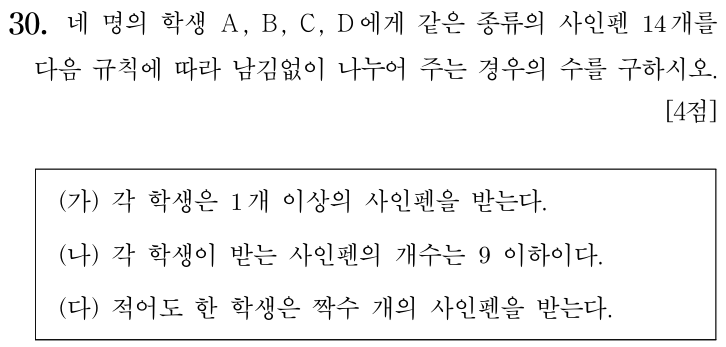 30. 네 명의 학생 A, B, C, D에게 같은 종류의 사인펜 14개를
다음 규칙에 따라 남김없이 나누어 주는 경우의 수를 구하시오.
[4점]
(가) 각 학생은 1개 이상의 사인펜을 받는다.
(나) 각 학생이 받는 사인펜의 개수는 9 이하이다.
(다) 적어도 한 학생은 짝수 개의 사인펜을 받는다.